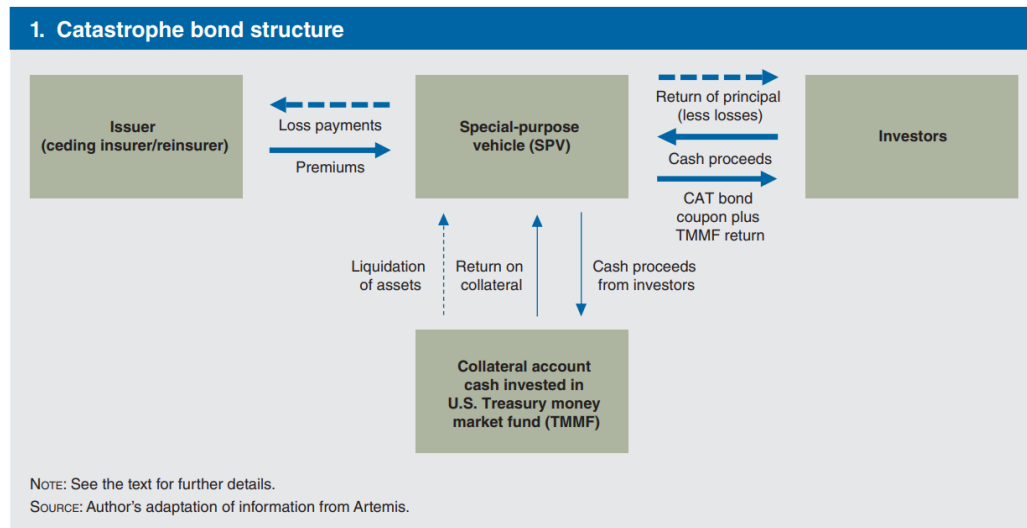 1. Catastrophe bond structure
Issuer
(ceding insurer/reinsurer)
Loss payments
Premiums
Special-purpose
vehicle (SPV)
Return of principal
(less losses)
Cash proceeds
CAT bond
coupon plus
TMMF return
Investors
Liquidation
of assets
Return on
collateral
Cash proceeds
from investors
Collateral account
cash invested in
U.S. Treasury money
market fund (TMMF)
NOTE: See the text for further details.
SOURCE: Author's adaptation of information from Artemis.